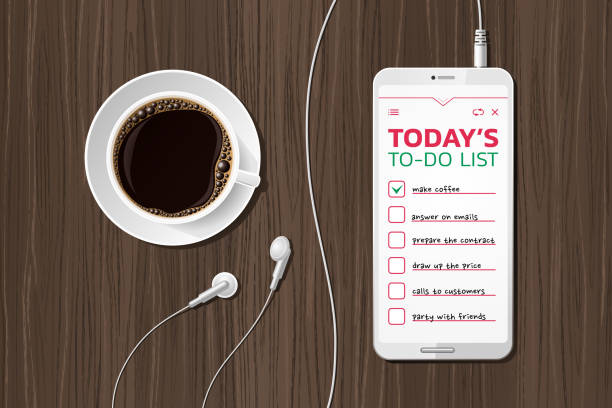 TODAY'S
TO-DO LIST
make coffee
answer on emails
prepare the contract
draw up the price
calls to customers
party with friends